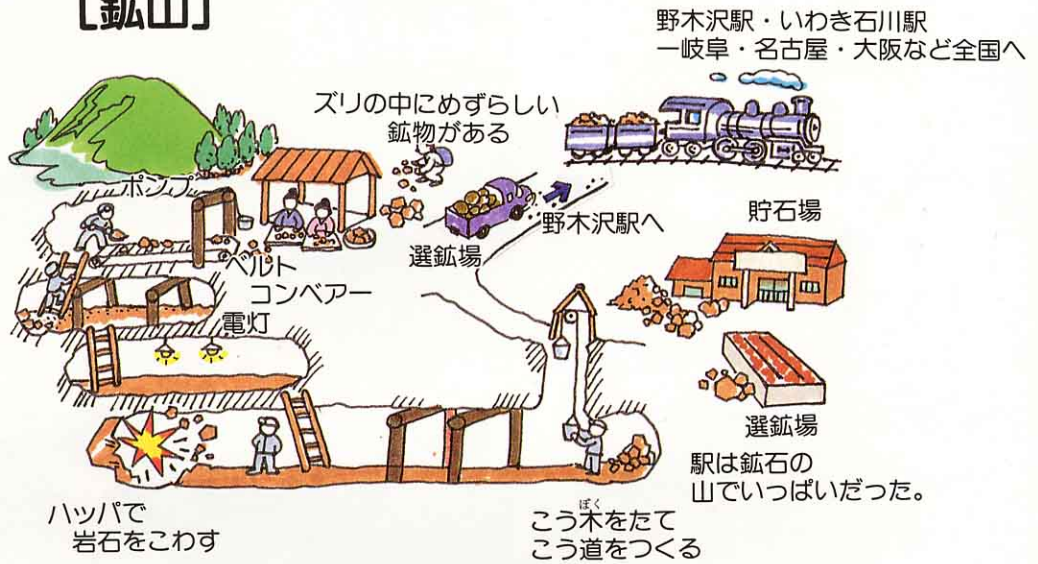 [鉱山]
野木沢駅・いわき石川駅
―岐阜・名古屋・大阪など全国へ
ズリの中にめずらしい
鉱物がある
ポンプ
野木沢駅へ
貯石場
選鉱場
ベルト
コンベアー
電灯
選鉱場
駅は鉱石の
山でいっぱいだった。
ハッパで
岩石をこわす
ぼく
こう木をたて
こう道をつくる